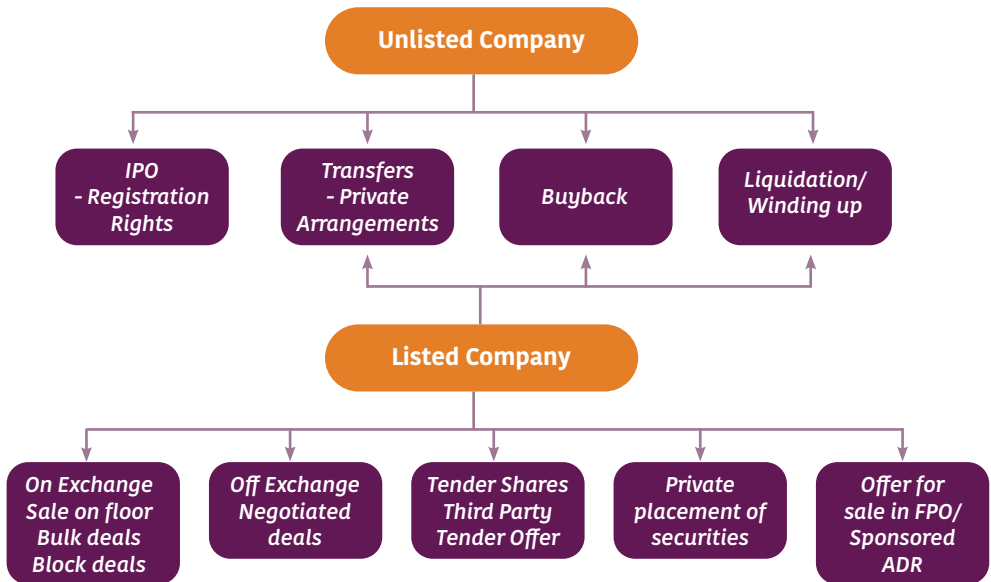 Unlisted Company
IPO
- Registration
Rights
Transfers
- Private
Arrangements
Buyback
Liquidation/
Winding up
Listed Company
On Exchange
Sale on floor
Bulk deals
Block deals
Off Exchange
Negotiated
deals
Tender Shares
Third Party
Tender Offer
Private
placement of
securities
Offer for
sale in FPO/
Sponsored
ADR